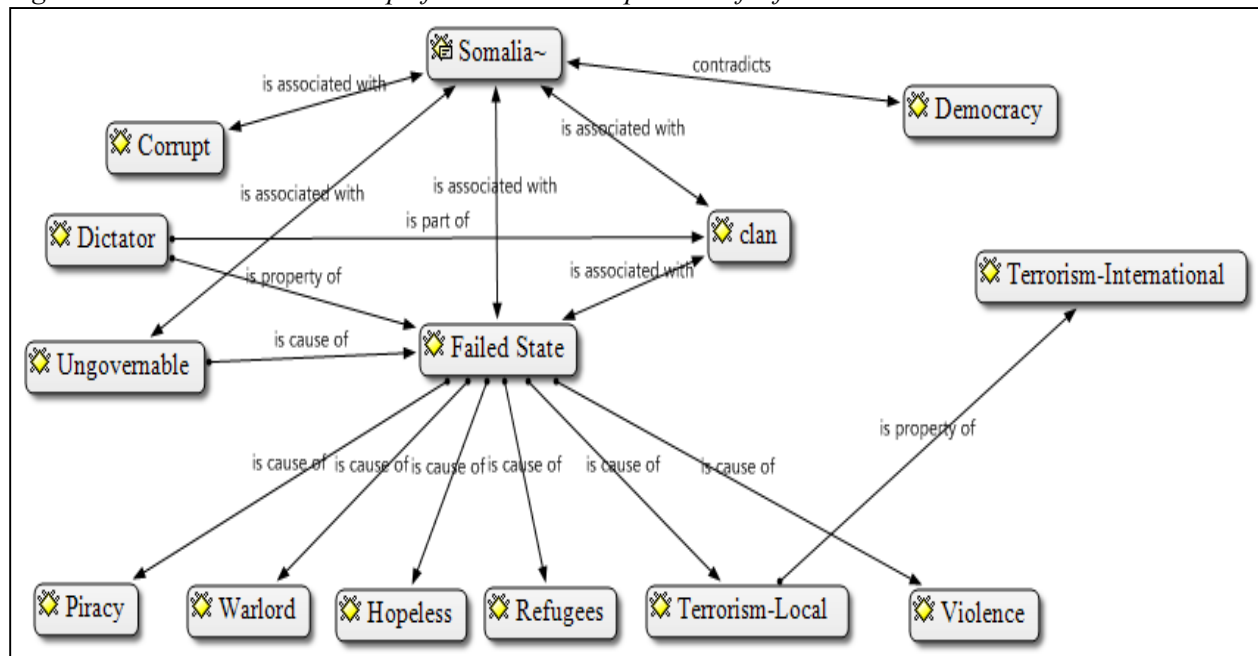 Somalia~
contradicts
is associated with
Democracy
is associated with
Corrupt
is associated with
is associated with
is part of
Dictator
clan
is associated with
Terrorism-International
is property of
is cause of
Failed State
Ungovernable
is property of
is cause of
is cause of
is cause of
is cause of
is cause of
is cause of
Piracy
Warlord
Hopeless
Refugees
Terrorism-Local
Violence